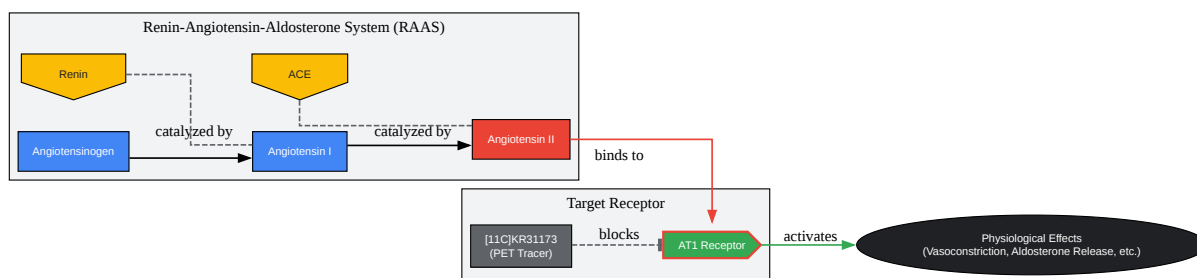 Renin-Angiotensin-Aldosterone System (RAAS)
Renin
ACE
catalyzed by
catalyzed by
Angiotensinogen
Angiotensin I
Angiotensin II
binds to
Target Receptor
[11C]KR31173
(PET Tracer)
blocks
AT1 Receptor
activates
Physiological Effects
(Vasoconstriction, Aldosterone Release, etc.)